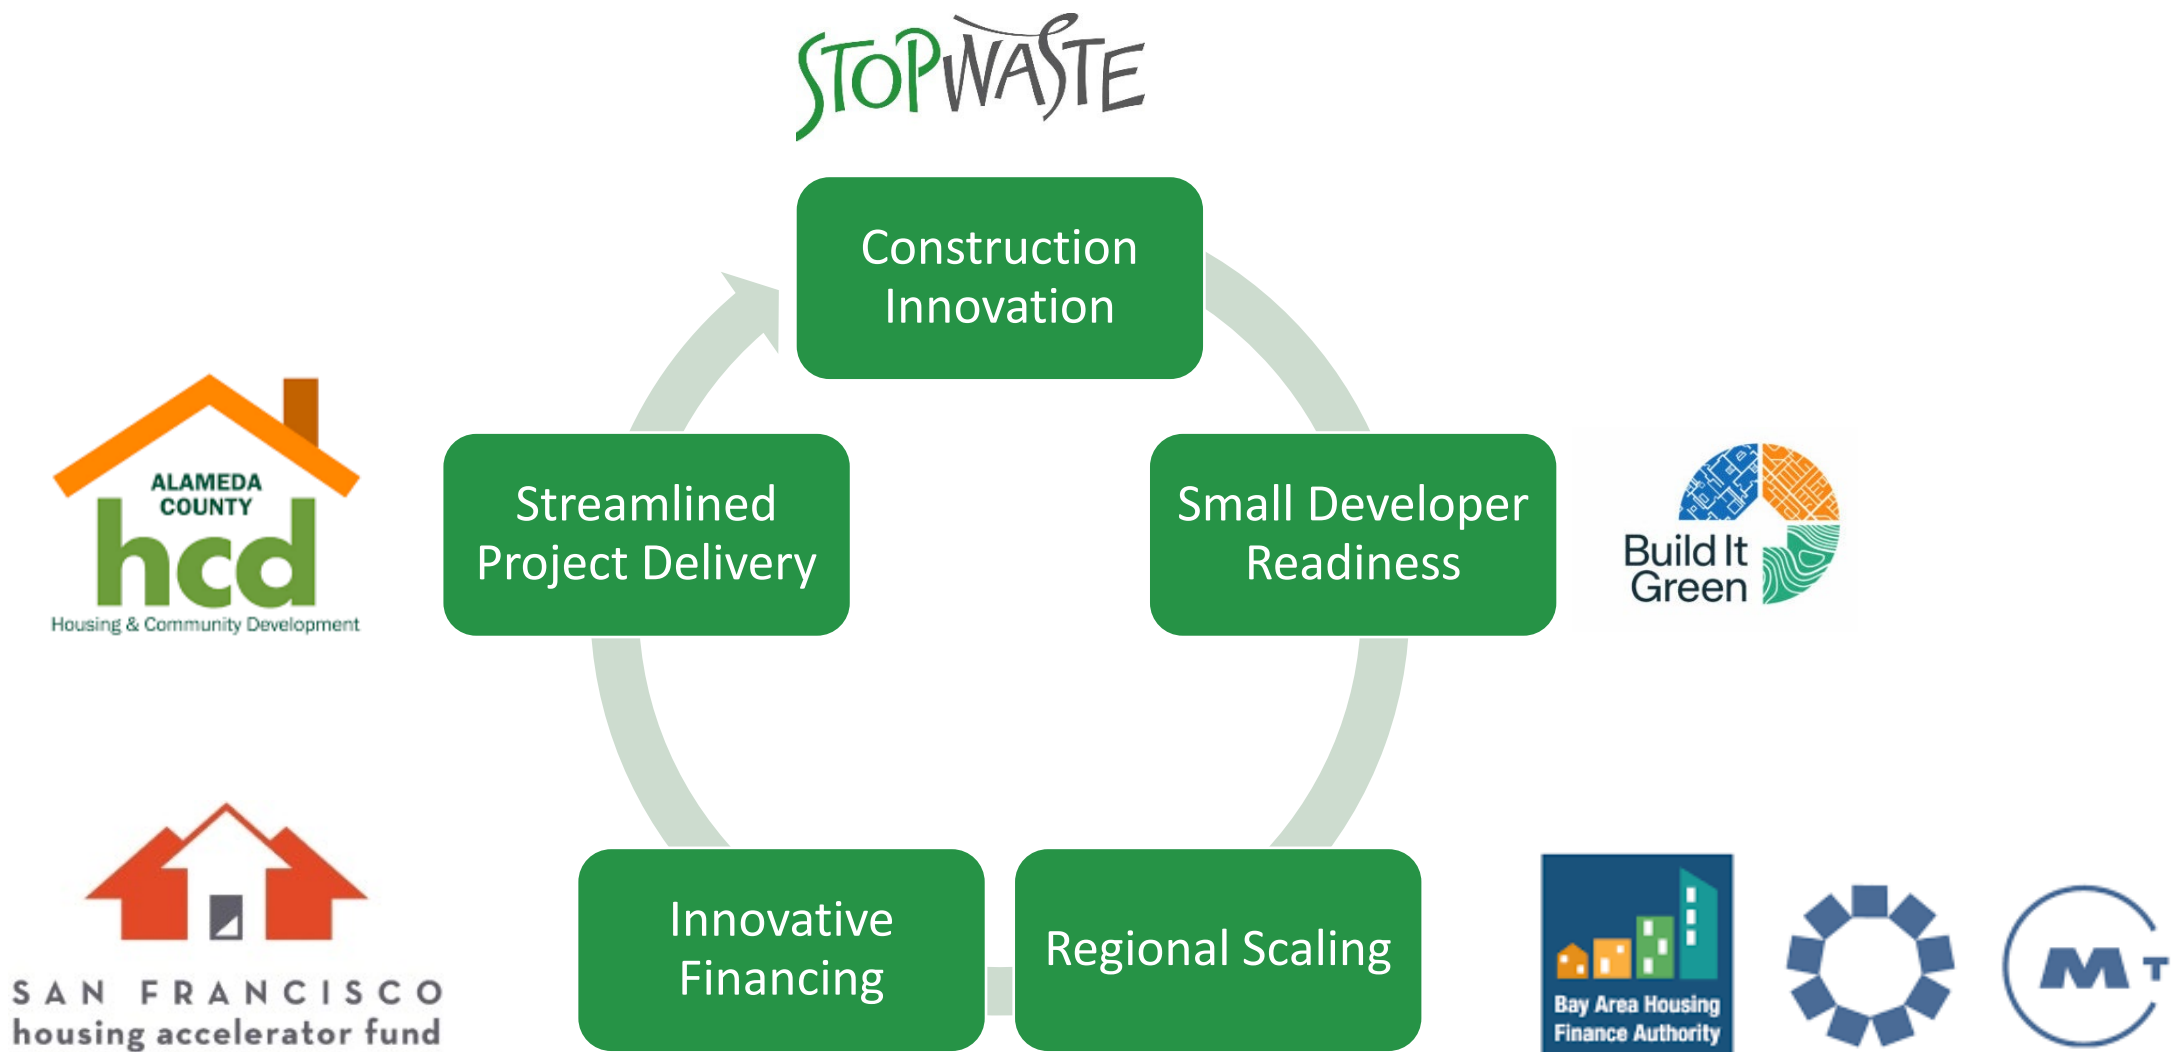 STOPWASTE
Construction
Innovation
Streamlined
Project Delivery
Small Developer
Readiness
Innovative
Financing
Regional Scaling
ALAMEDA
COUNTY
hcd
Housing & Community Development
Build It
Green
SAN FRANCISCO
housing accelerator fund
Bay Area Housing
Finance Authority
M T